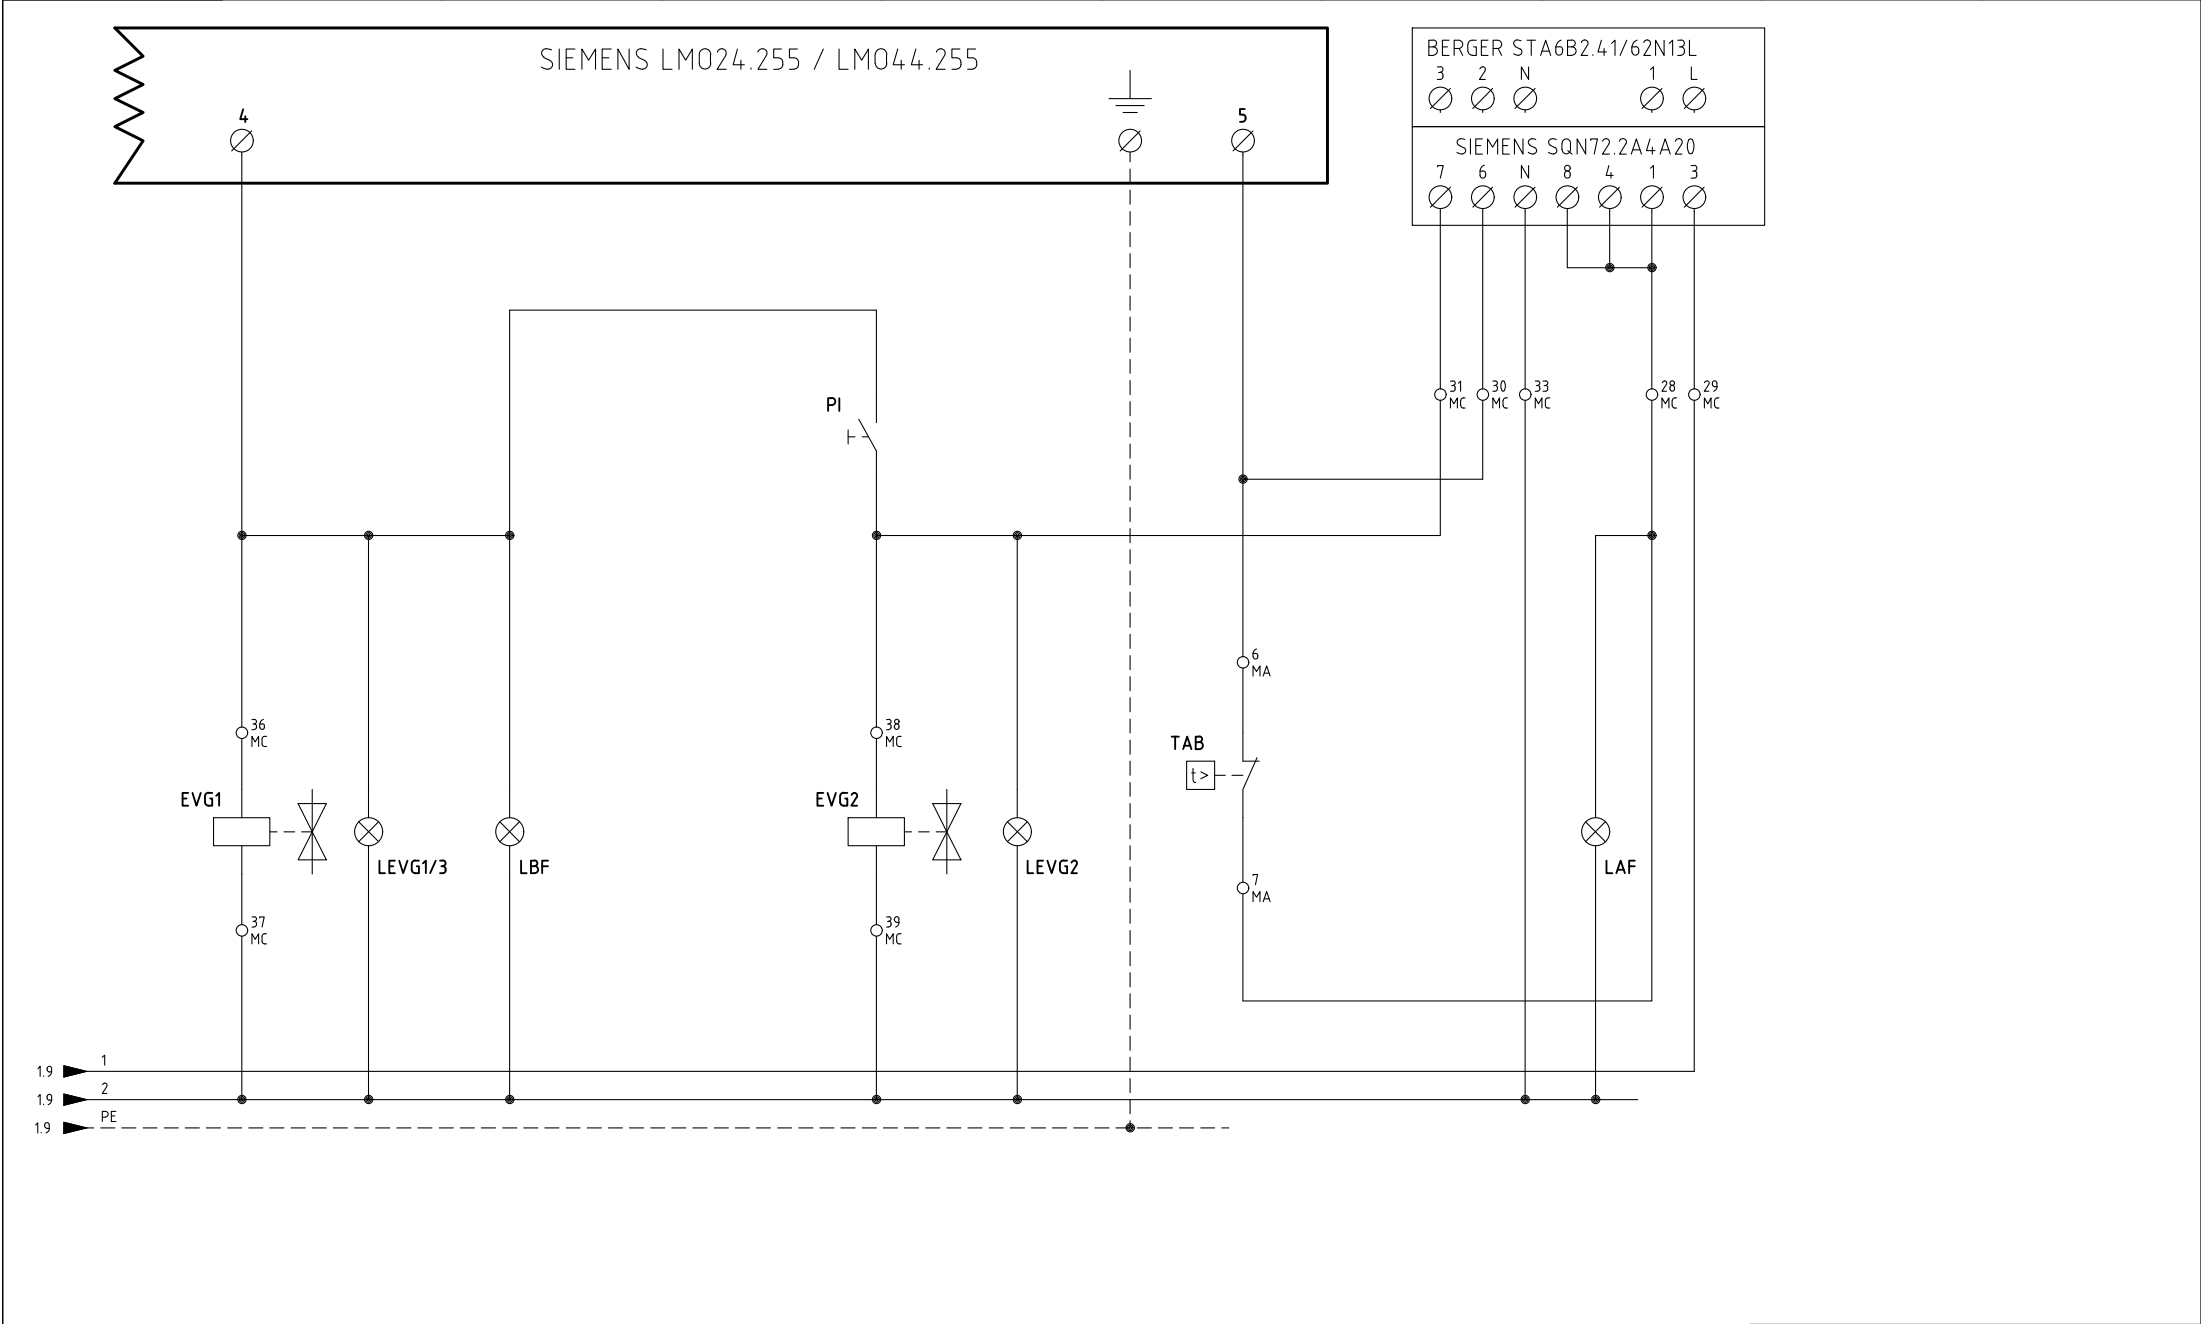 SIEMENS LMO24.255 / LMO44.255
BERGER STA6B2.41/62N13L
3 2 N 1 L
4
5
SIEMENS SQN72.2A4A20
7 6 N 8 4 1 3
31 MC
30 MC
33 MC
28 MC
29 MC
PI
6 MA
36 MC
38 MC
TAB
t>
EVG1
EVG2
LEVG1/3
LBF
LEVG2
LAF
7 MA
37 MC
39 MC
1.9 1
1.9 2
1.9 PE